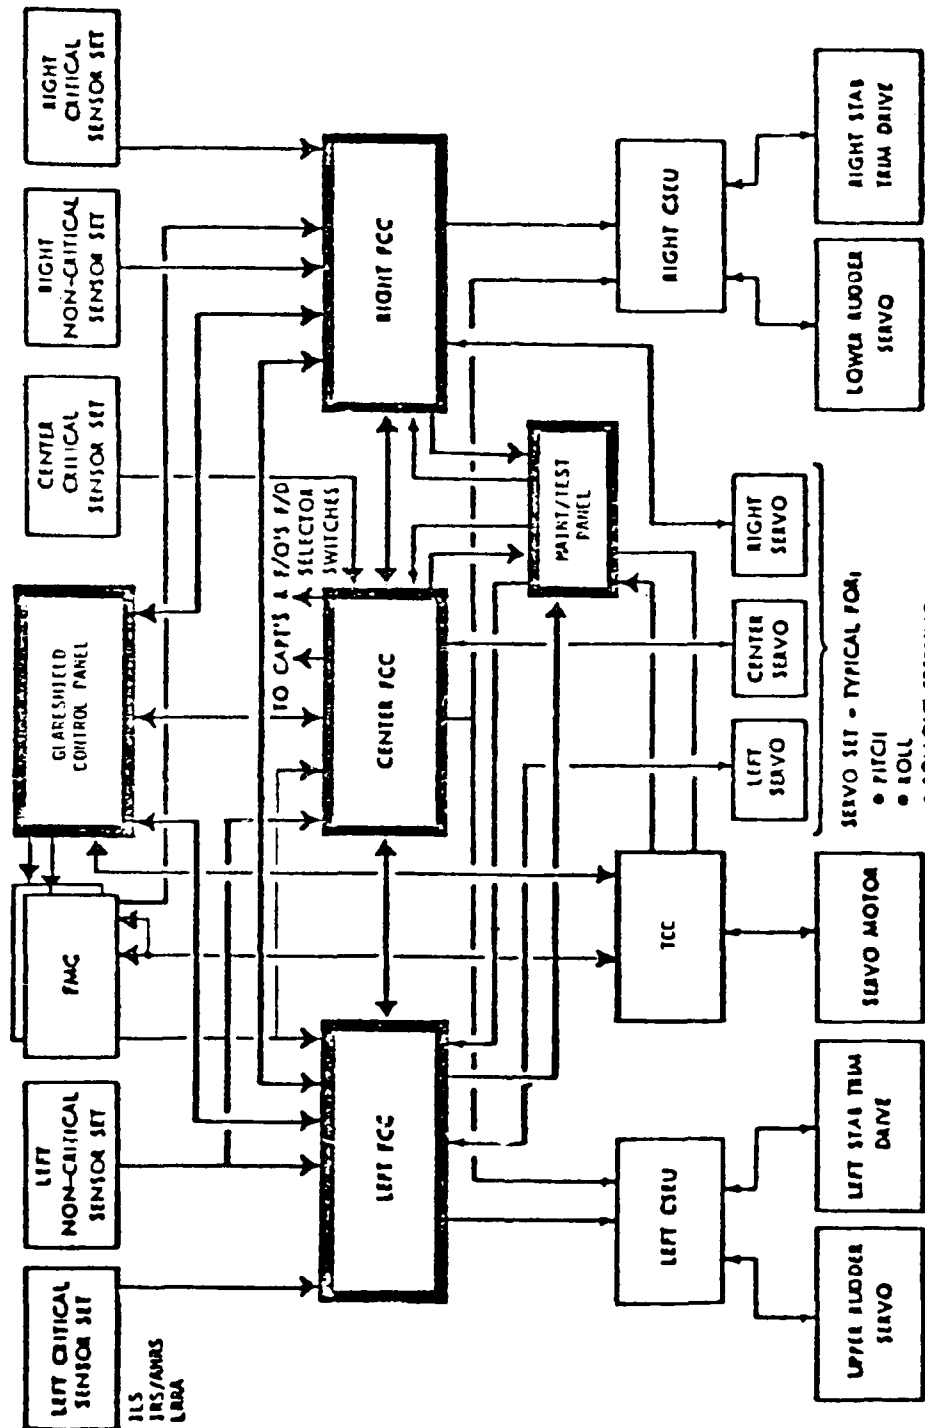 LEFT CRITICAL
SENSOR SET
ILS
IRS/AHRS
LRRA
LEFT
NON-CRITICAL
SENSOR SET
FMC
GLARESHIELD
CONTROL PANEL
CENTER
CRITICAL
SENSOR SET
RIGHT
NON-CRITICAL
SENSOR SET
RIGHT
CRITICAL
SENSOR SET
TO CAPT'S & F/O'S F/D
SELECTOR
SWITCHES
LEFT FCC
CENTER FCC
RIGHT FCC
MAINT/TEST
PANEL
LEFT CSEU
TCC
RIGHT CSEU
LEFT
SERVO
CENTER
SERVO
RIGHT
SERVO
UPPER RUDDER
SERVO
LEFT STAB TRIM
DRIVE
SERVO MOTOR
SERVO SET - TYPICAL FOR:
• PITCH
• ROLL
LOWER RUDDER
SERVO
RIGHT STAB
TRIM DRIVE